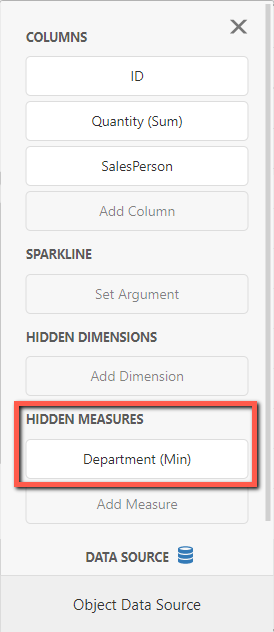 COLUMNS
ID
Quantity (Sum)
SalesPerson
Add Column
SPARKLINE
Set Argument
HIDDEN DIMENSIONS
Add Dimension
HIDDEN MEASURES
Department (Min)
Add Measure
DATA SOURCE
Object Data Source